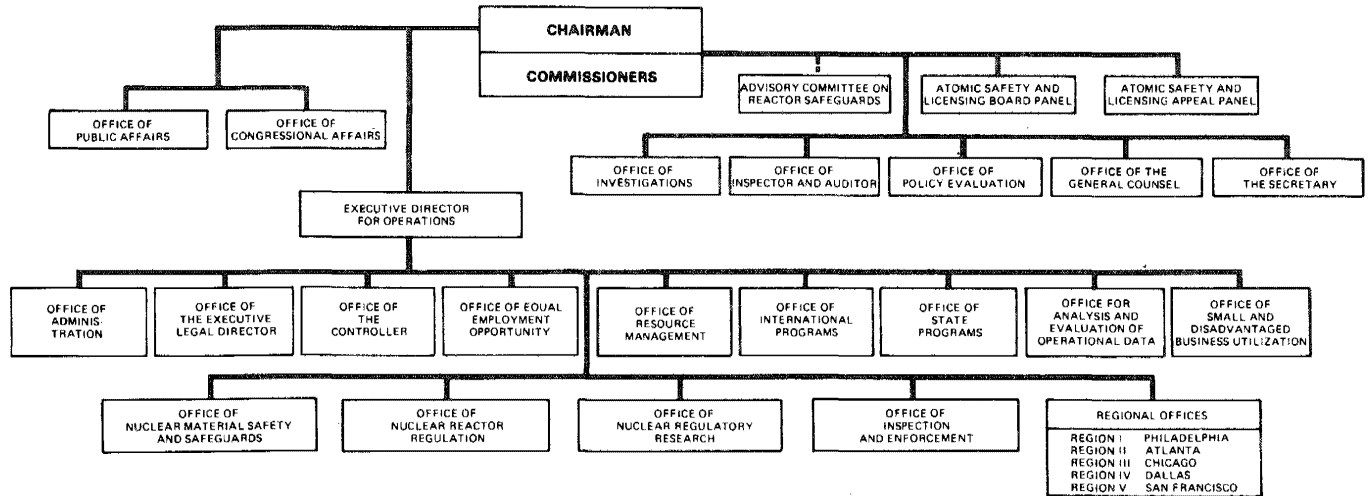 CHAIRMAN
COMMISSIONERS
OFFICE OF
PUBLIC AFFAIRS
OFFICE OF
CONGRESSIONAL AFFAIRS
ADVISORY COMMITTEE ON
REACTOR SAFEGUARDS
ATOMIC SAFETY AND
LICENSING BOARD PANEL
ATOMIC SAFETY AND
LICENSING APPEAL PANEL
OFFICE OF
INVESTIGATIONS
OFFICE OF
INSPECTOR AND AUDITOR
OFFICE OF
POLICY EVALUATION
OFFICE OF THE
GENERAL COUNSEL
OFFICE OF
THE SECRETARY
EXECUTIVE DIRECTOR
FOR OPERATIONS
OFFICE OF
ADMINIS-
TRATION
OFFICE OF
THE EXECUTIVE
LEGAL DIRECTOR
OFFICE OF
THE
CONTROLLER
OFFICE OF EQUAL
EMPLOYMENT
OPPORTUNITY
OFFICE OF
RESOURCE
MANAGEMENT
OFFICE OF
INTERNATIONAL
PROGRAMS
OFFICE OF
STATE
PROGRAMS
OFFICE FOR
ANALYSIS AND
EVALUATION OF
OPERATIONAL DATA
OFFICE OF
SMALL AND
DISADVANTAGED
BUSINESS UTILIZATION
OFFICE OF
NUCLEAR MATERIAL SAFETY
AND SAFEGUARDS
OFFICE OF
NUCLEAR REACTOR
REGULATION
OFFICE OF
NUCLEAR REGULATORY
RESEARCH
OFFICE OF
INSPECTION
AND ENFORCEMENT
REGIONAL OFFICES
REGION I PHILADELPHIA
REGION II ATLANTA
REGION III CHICAGO
REGION IV DALLAS
REGION V SAN FRANCISCO